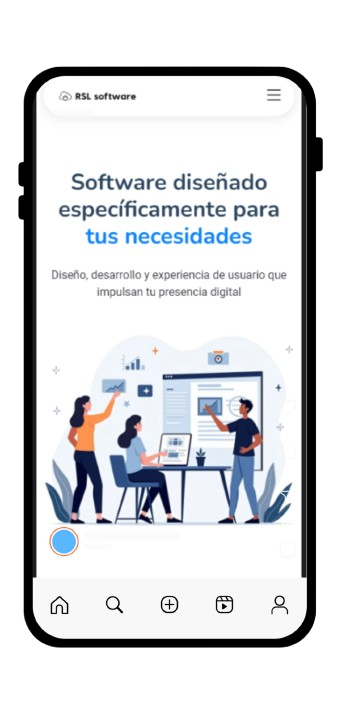 RSL software
Software diseñado
específicamente para
tus necesidades
Diseño, desarrollo y experiencia de usuario que
impulsan tu presencia digital